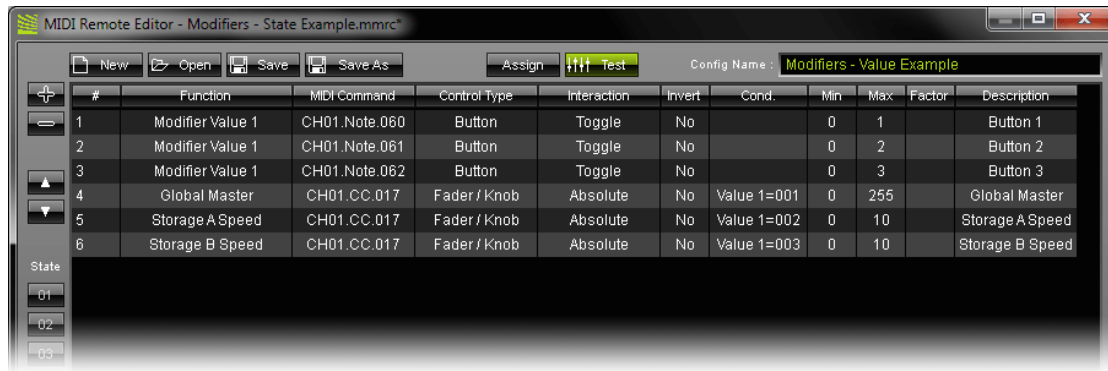 MIDI Remote Editor - Modifiers - State Example.mmrc*
New Open Save Save As Assign Test Config Name : Modifiers - Value Example
# Function MIDI Command Control Type Interaction Invert Cond. Min Max Factor Description
1 Modifier Value 1 CH01.Note.060 Button Toggle No 0 1 Button 1
2 Modifier Value 1 CH01.Note.061 Button Toggle No 0 2 Button 2
3 Modifier Value 1 CH01.Note.062 Button Toggle No 0 3 Button 3
4 Global Master CH01.CC.017 Fader / Knob Absolute No Value 1=001 0 255 Global Master
5 Storage A Speed CH01.CC.017 Fader / Knob Absolute No Value 1=002 0 10 Storage A Speed
6 Storage B Speed CH01.CC.017 Fader / Knob Absolute No Value 1=003 0 10 Storage B Speed
State
01
02
03